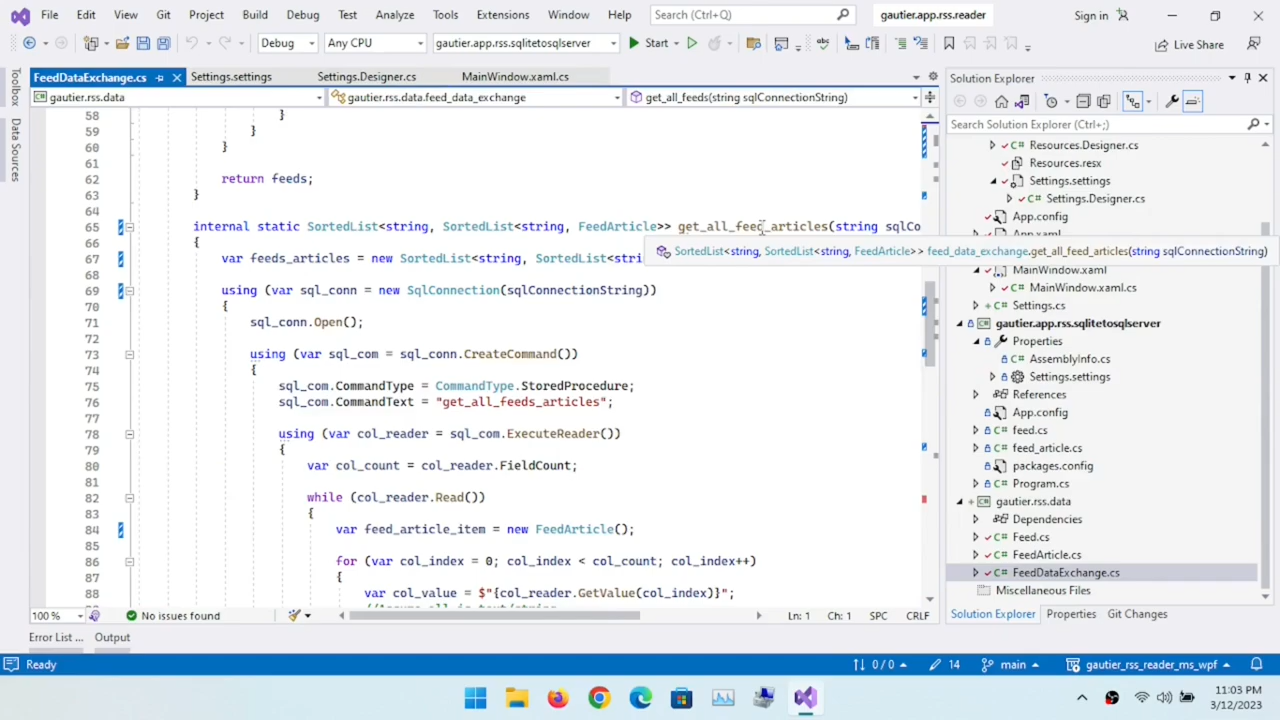 File Edit View Git Project Build Debug Test Analyze Tools Extensions Window Help Search (Ctrl+Q) gautier.app.rss.reader Sign in
Debug Any CPU gautier.app.rss.sqlitetosqlserver Start Live Share
Toolbox
Data Sources
FeedDataExchange.cs Settings.settings Settings.Designer.cs MainWindow.xaml.cs
gautier.rss.data gautier.rss.data.feed_data_exchange get_all_feeds(string sqlConnectionString)
58 }
59 }
60 }
61
62 return feeds;
63 }
64
65 internal static SortedList<string, SortedList<string, FeedArticle>> get_all_feed_articles(string sqlCo
SortedList<string, SortedList<string, FeedArticle>> feed_data_exchange.get_all_feed_articles(string sqlConnectionString)
66 {
67 var feeds_articles = new SortedList<string, SortedList<stri
68
69 using (var sql_conn = new SqlConnection(sqlConnectionString))
70 {
71 sql_conn.Open();
72
73 using (var sql_com = sql_conn.CreateCommand())
74 {
75 sql_com.CommandType = CommandType.StoredProcedure;
76 sql_com.CommandText = "get_all_feeds_articles";
77
78 using (var col_reader = sql_com.ExecuteReader())
79 {
80 var col_count = col_reader.FieldCount;
81
82 while (col_reader.Read())
83 {
84 var feed_article_item = new FeedArticle();
85
86 for (var col_index = 0; col_index < col_count; col_index++)
87 {
88 var col_value = $"{col_reader.GetValue(col_index)}";
100 % No issues found Ln: 1 Ch: 1 SPC CRLF
Error List ... Output
Solution Explorer
Search Solution Explorer (Ctrl+;)
C# Resources.Designer.cs
Resources.resx
Settings.settings
C# Settings.Designer.cs
App.config
App.xaml
MainWindow.xaml
C# MainWindow.xaml.cs
C# Settings.cs
gautier.app.rss.sqlitetosqlserver
Properties
C# AssemblyInfo.cs
Settings.settings
References
App.config
C# feed.cs
C# feed_article.cs
packages.config
C# Program.cs
gautier.rss.data
Dependencies
C# Feed.cs
C# FeedArticle.cs
C# FeedDataExchange.cs
Miscellaneous Files
Solution Explorer Properties Git Changes
Ready 0 / 0 14 main gautier_rss_reader_ms_wpf
11:03 PM
3/12/2023